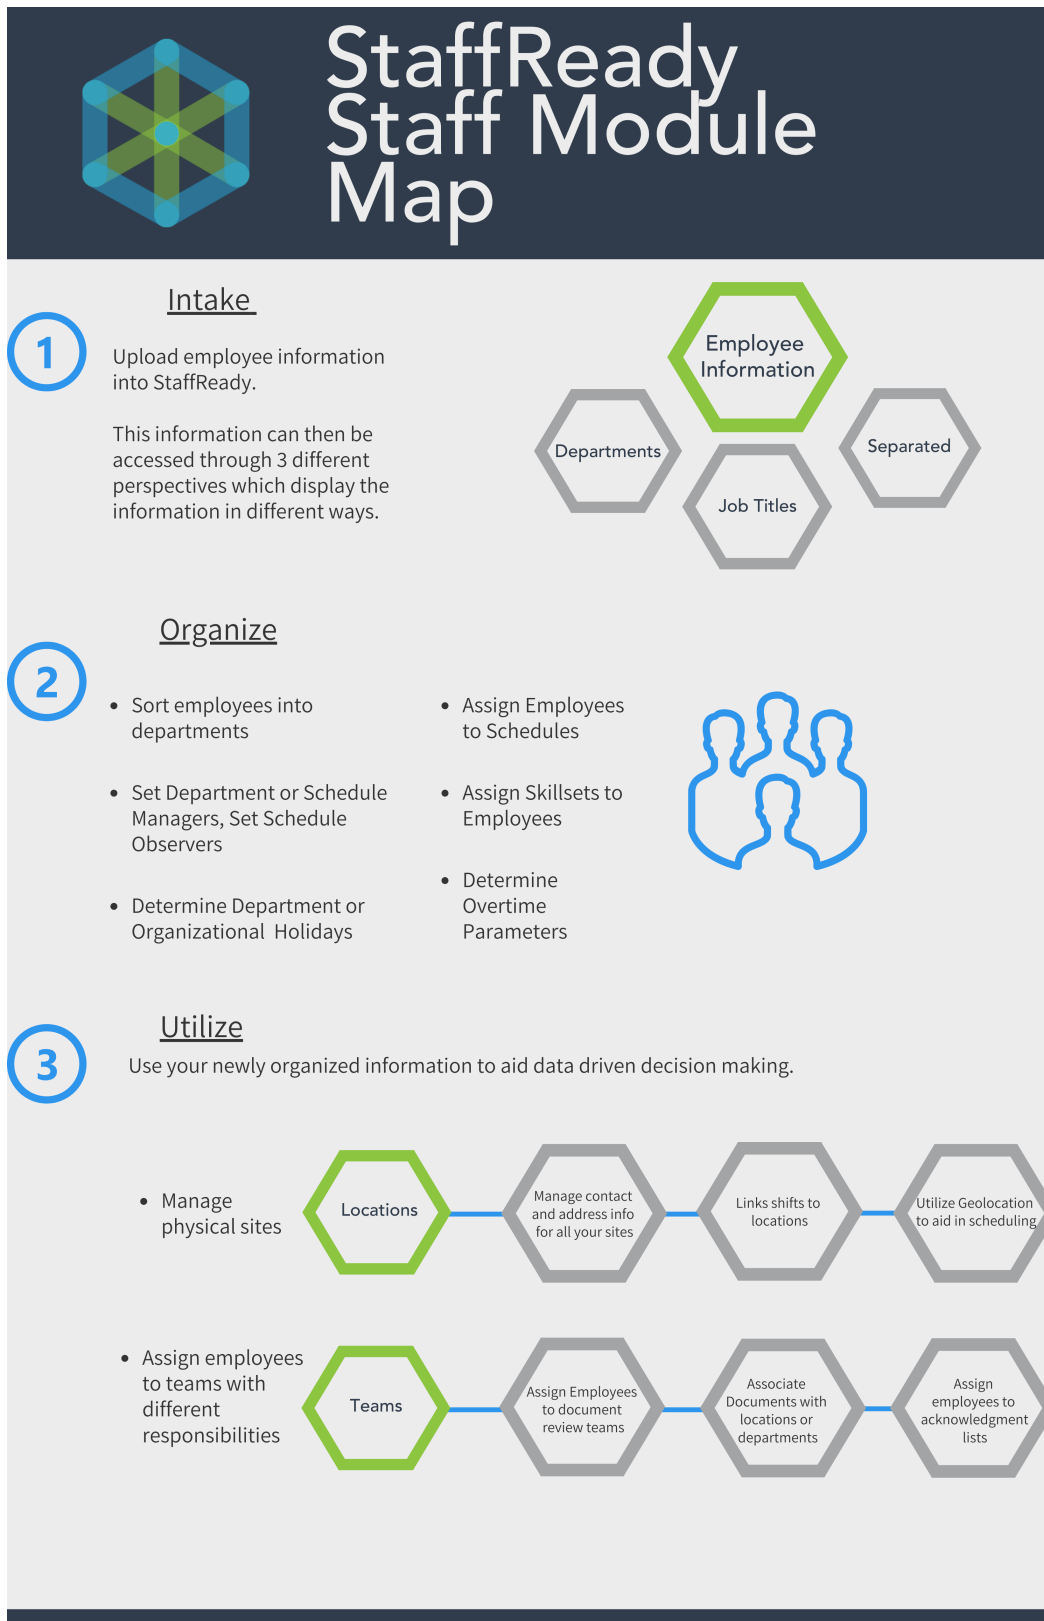 StaffReady
Staff Module
Map
1
Intake
Upload employee information
into StaffReady.
This information can then be
accessed through 3 different
perspectives which display the
information in different ways.
Employee
Information
Departments
Job Titles
Separated
2
Organize
• Sort employees into
departments
• Set Department or Schedule
Managers, Set Schedule
Observers
• Determine Department or
Organizational Holidays
• Assign Employees
to Schedules
• Assign Skillsets to
Employees
• Determine
Overtime
Parameters
3
Utilize
Use your newly organized information to aid data driven decision making.
• Manage
physical sites
Locations
Manage contact
and address info
for all your sites
Links shifts to
locations
Utilize Geolocation
to aid in scheduling
• Assign employees
to teams with
different
responsibilities
Teams
Assign Employees
to document
review teams
Associate
Documents with
locations or
departments
Assign
employees to
acknowledgment
lists